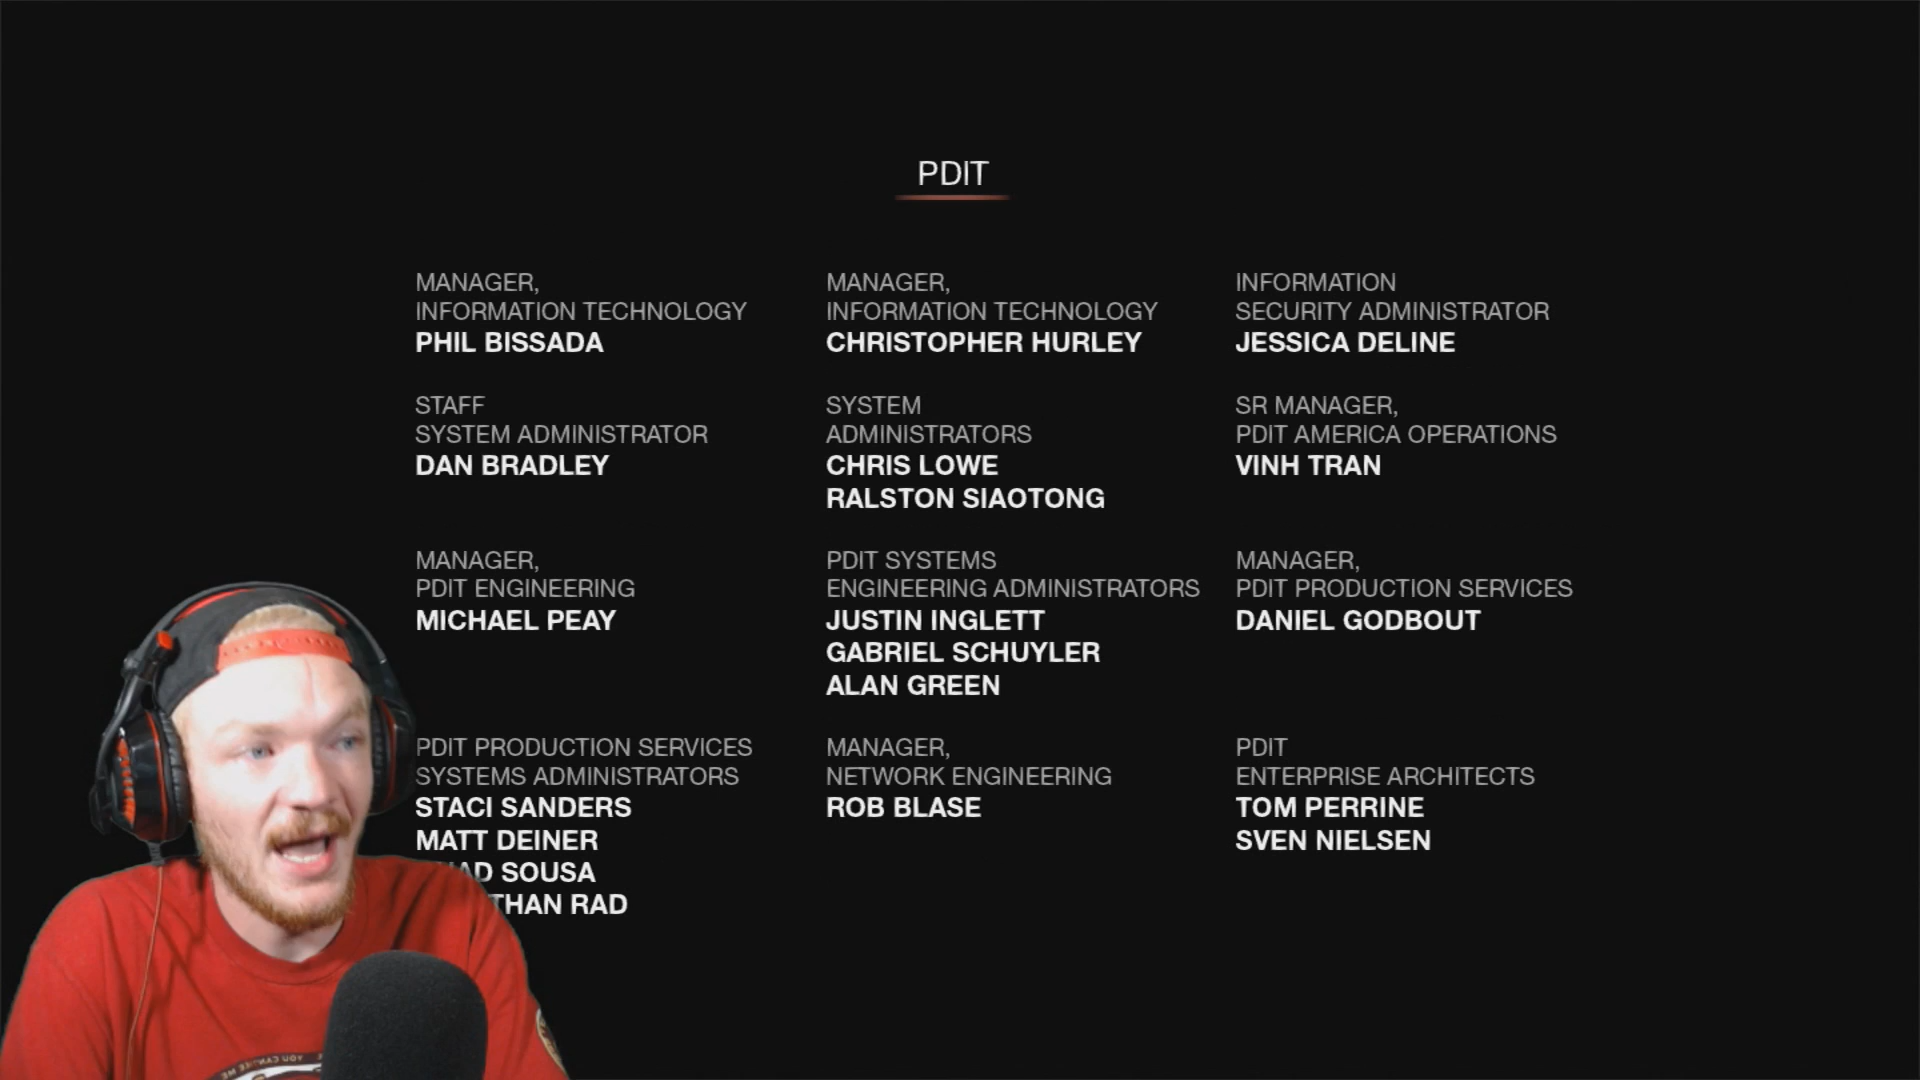 PDIT
MANAGER,
INFORMATION TECHNOLOGY
PHIL BISSADA
MANAGER,
INFORMATION TECHNOLOGY
CHRISTOPHER HURLEY
INFORMATION
SECURITY ADMINISTRATOR
JESSICA DELINE
STAFF
SYSTEM ADMINISTRATOR
DAN BRADLEY
SYSTEM
ADMINISTRATORS
CHRIS LOWE
RALSTON SIAOTONG
SR MANAGER,
PDIT AMERICA OPERATIONS
VINH TRAN
MANAGER,
PDIT ENGINEERING
MICHAEL PEAY
PDIT SYSTEMS
ENGINEERING ADMINISTRATORS
JUSTIN INGLETT
GABRIEL SCHUYLER
ALAN GREEN
MANAGER,
PDIT PRODUCTION SERVICES
DANIEL GODBOUT
PDIT PRODUCTION SERVICES
SYSTEMS ADMINISTRATORS
STACI SANDERS
MATT DEINER
SOUSA
RAD
MANAGER,
NETWORK ENGINEERING
ROB BLASE
PDIT
ENTERPRISE ARCHITECTS
TOM PERRINE
SVEN NIELSEN